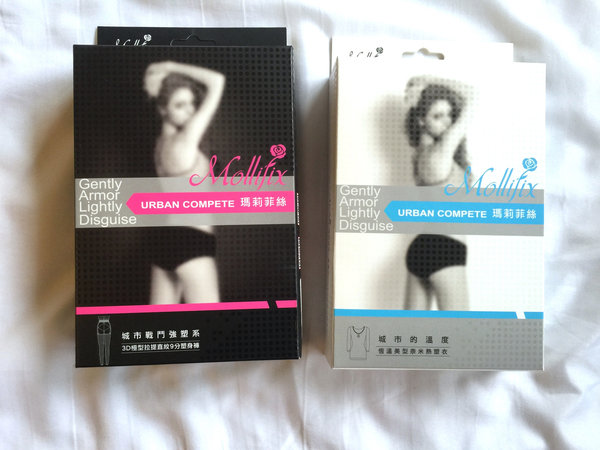 Mollifix
Gently
Armor
Lightly
Disguise
URBAN COMPETE 瑪莉菲絲
城市戰鬥強塑系
3D極型拉提直紋9分塑身褲
Mollifix
Gently
Armor
Lightly
Disguise
URBAN COMPETE 瑪莉菲絲
城市的溫度
恆溫美型奈米熱塑衣